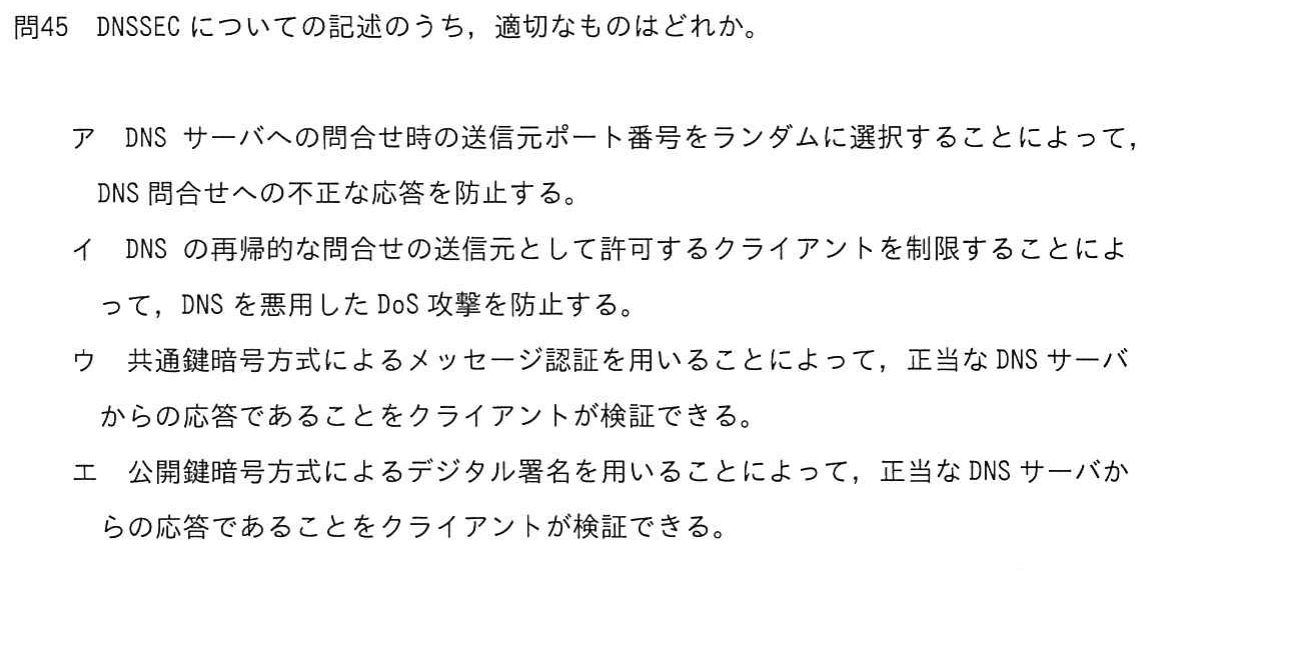 問45　DNSSEC についての記述のうち，適切なものはどれか。
ア　DNS サーバへの問合せ時の送信元ポート番号をランダムに選択することによって，
DNS 問合せへの不正な応答を防止する。
イ　DNS の再帰的な問合せの送信元として許可するクライアントを制限することによ
って，DNS を悪用した DoS 攻撃を防止する。
ウ　共通鍵暗号方式によるメッセージ認証を用いることによって，正当な DNS サーバ
からの応答であることをクライアントが検証できる。
エ　公開鍵暗号方式によるデジタル署名を用いることによって，正当な DNS サーバか
らの応答であることをクライアントが検証できる。